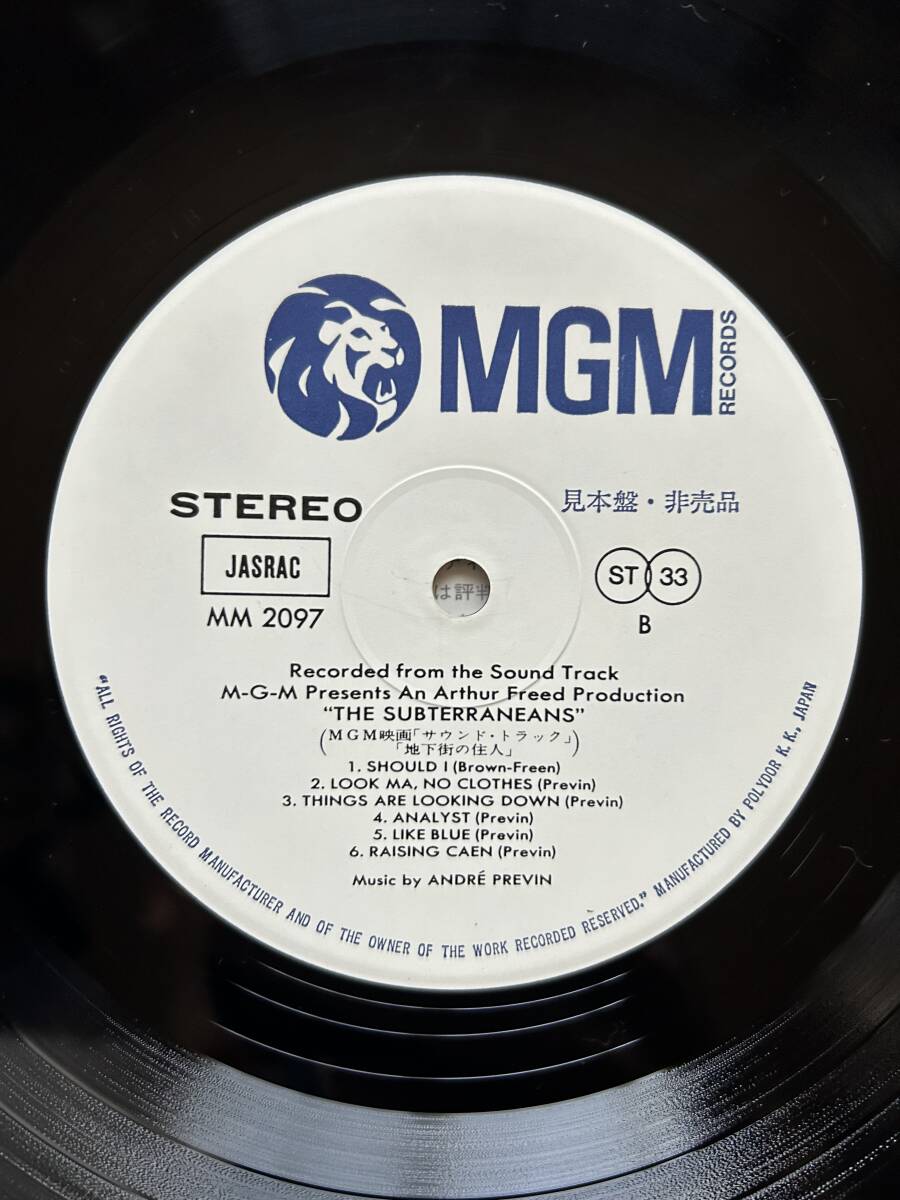 MGM
RECORDS
STEREO
見本盤・非売品
JASRAC
ST 33
MM 2097
B
は評半
Recorded from the Sound Track
M-G-M Presents An Arthur Freed Production
“THE SUBTERRANEANS”
(MGM映画「サウンド・トラック」
「地下街の住人」)
1. SHOULD I (Brown-Freen)
2. LOOK MA, NO CLOTHES (Previn)
3. THINGS ARE LOOKING DOWN (Previn)
4. ANALYST (Previn)
5. LIKE BLUE (Previn)
6. RAISING CAEN (Previn)
Music by ANDRÉ PREVIN
“ALL RIGHTS OF THE RECORD MANUFACTURER AND OF THE OWNER OF THE WORK RECORDED RESERVED.” MANUFACTURED BY POLYDOR K. K., JAPAN